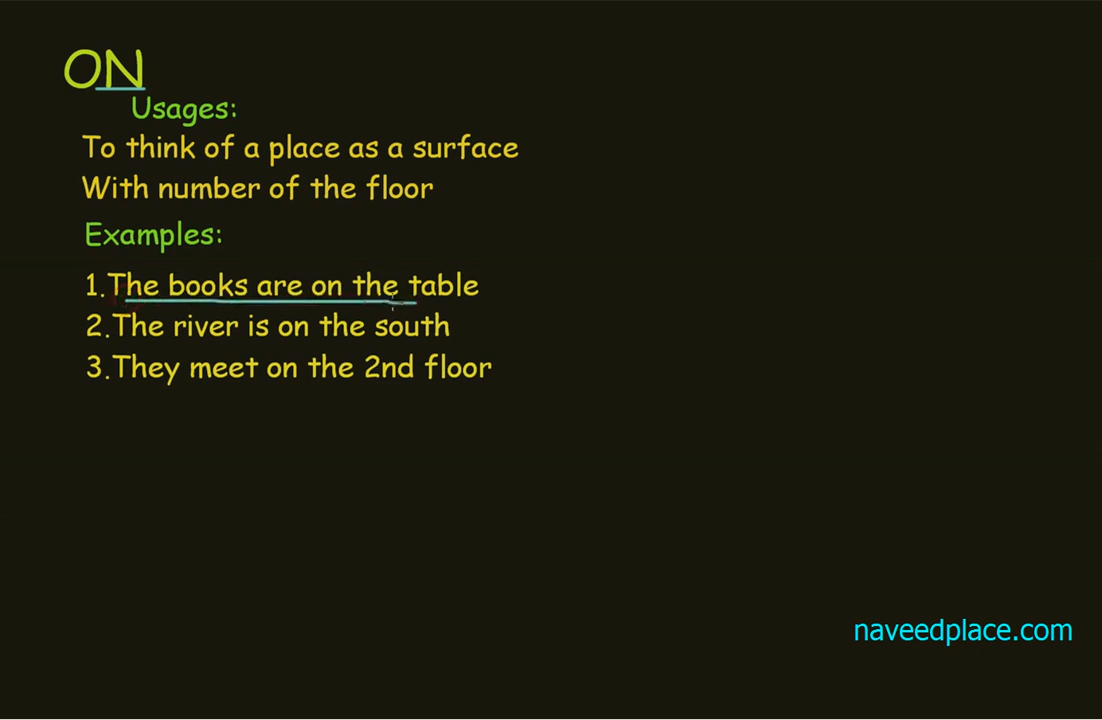 ON
Usages:
To think of a place as a surface
With number of the floor
Examples:
1.The books are on the table
2.The river is on the south
3.They meet on the 2nd floor
naveedplace.com